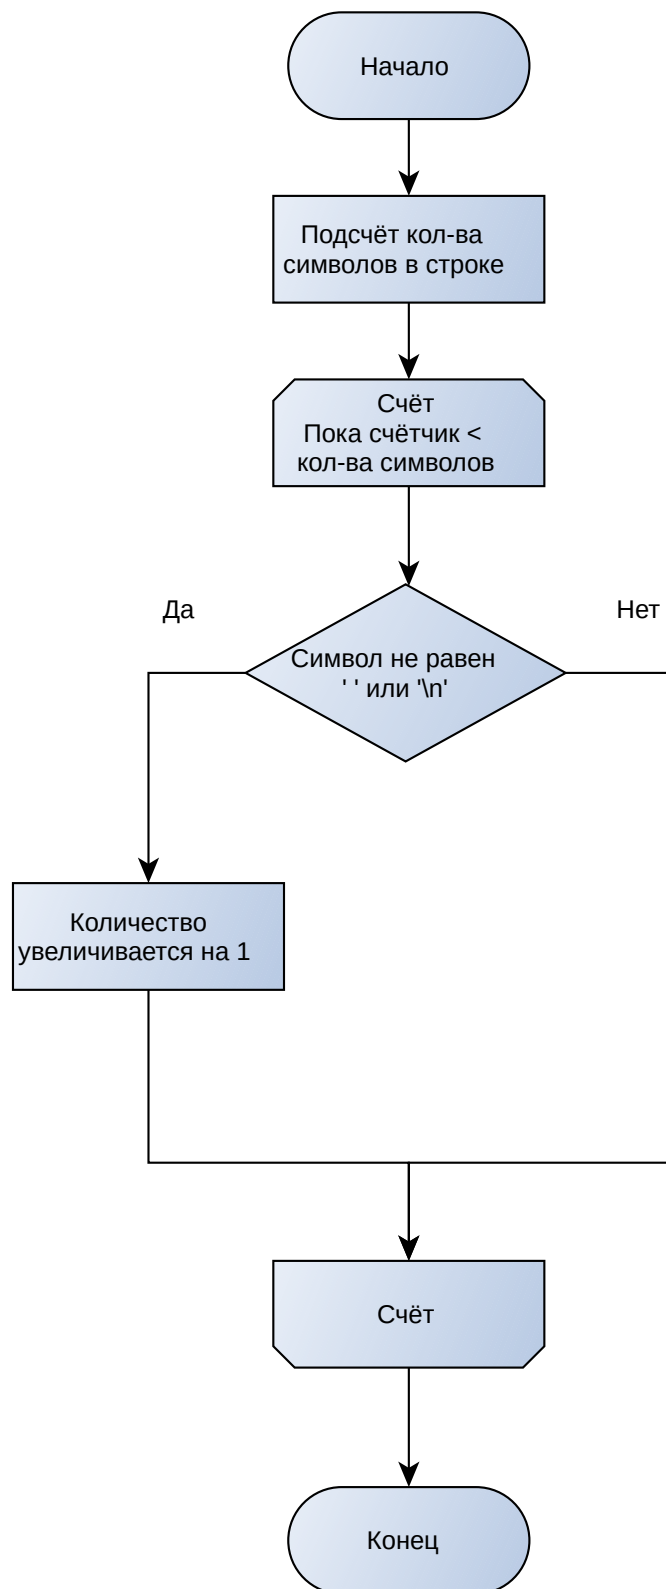 Начало
Подсчёт кол-ва
символов в строке
Счёт
Пока счётчик <
кол-ва символов
Да
Нет
Символ не равен
' ' или '\n'
Количество
увеличивается на 1
Счёт
Конец